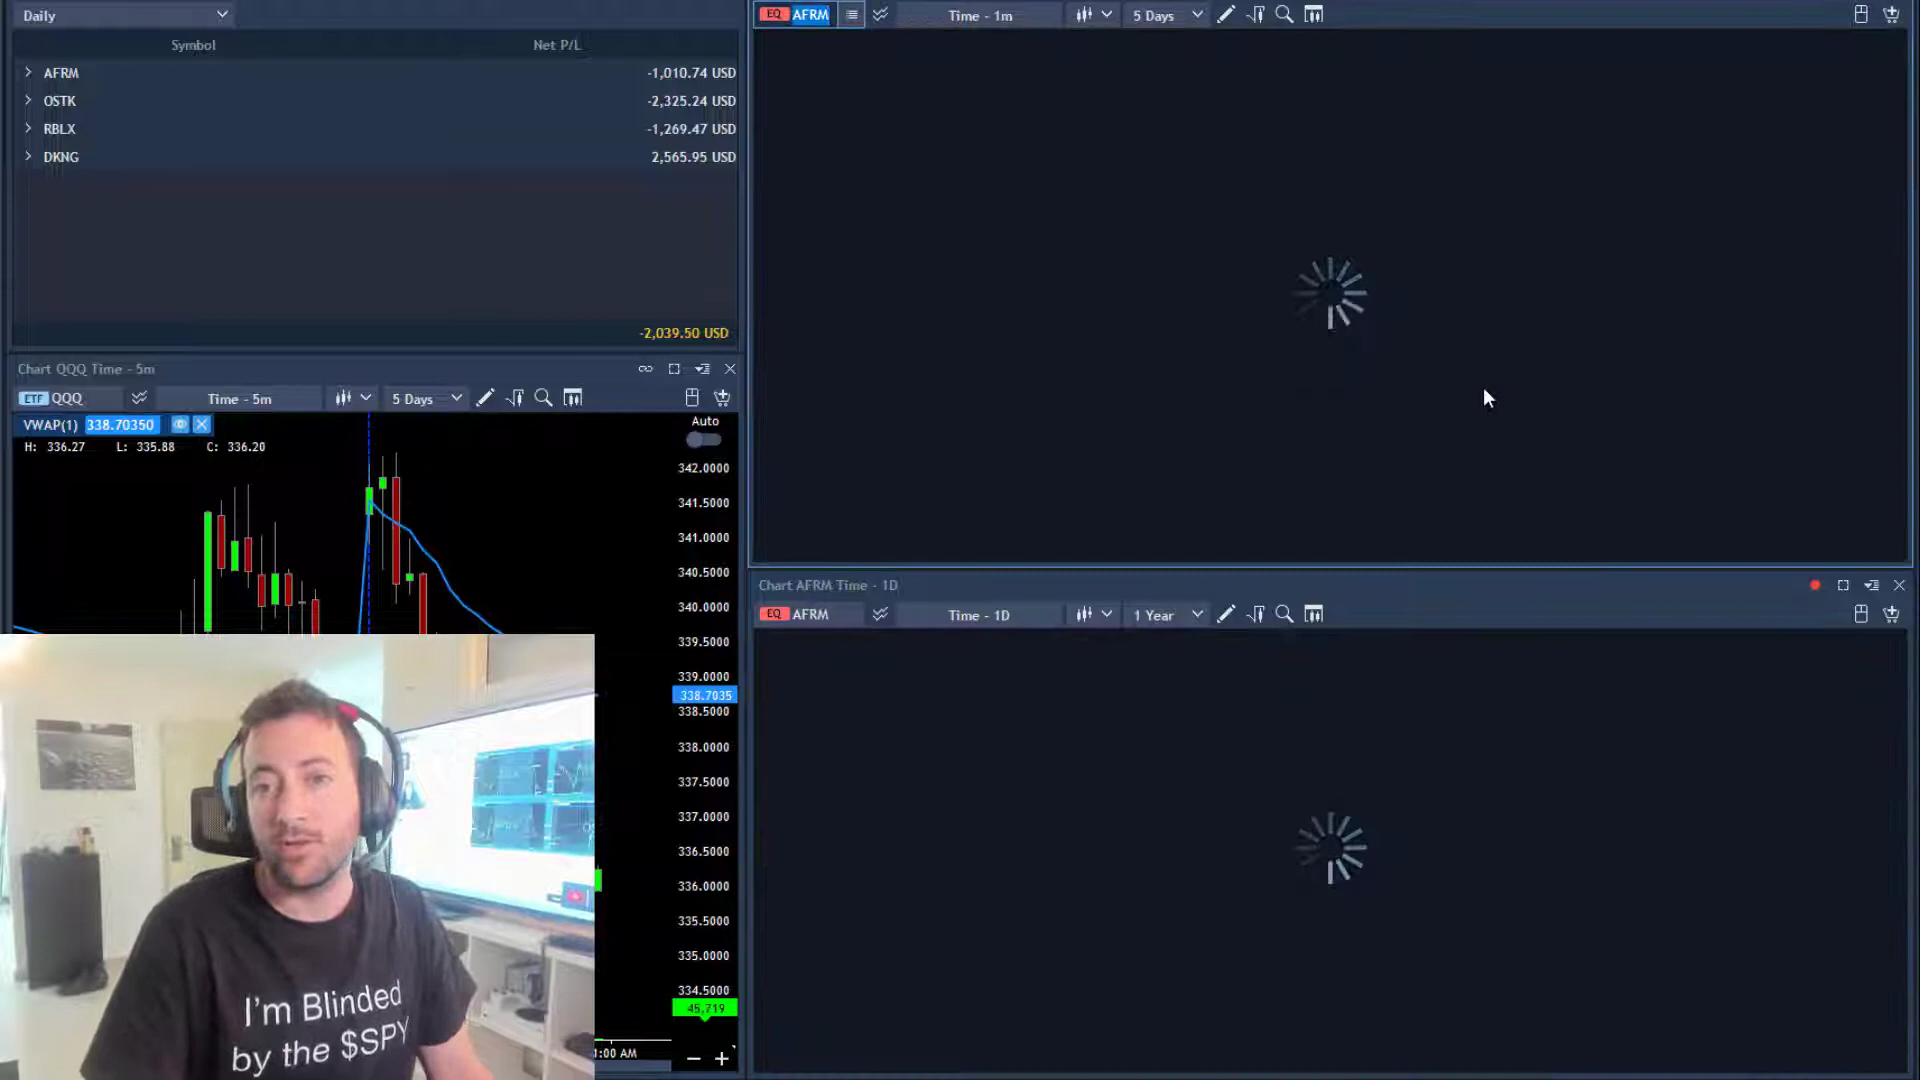 Daily
Symbol Net P/L
AFRM -1,010.74 USD
OSTK -2,325.24 USD
RBLX -1,269.47 USD
DKNG 2,565.95 USD
-2,039.50 USD
Chart QQQ Time - 5m
ETF QQQ Time - 5m 5 Days
VWAP(1) 338.70350
H: 336.27 L: 335.88 C: 336.20
Auto
342.0000
341.5000
341.0000
340.5000
340.0000
339.5000
339.0000
338.7035
338.5000
338.0000
337.5000
337.0000
336.5000
336.0000
335.5000
335.0000
334.5000
45,719
1:00 AM
EQ AFRM Time - 1m 5 Days
Chart AFRM Time - 1D
EQ AFRM Time - 1D 1 Year
I'm Blinded
by the $SPY